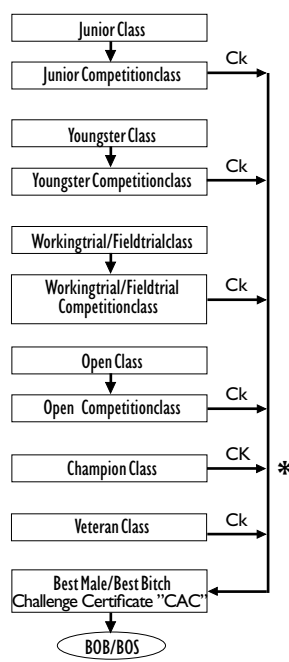 Junior Class
Ck
Junior Competitionclass
Youngster Class
Ck
Youngster Competitionclass
Workingtrial/Fieldtrialclass
Workingtrial/Fieldtrial
Ck
Competitionclass
Open Class
Ck
Open Competitionclass
CK
Champion Class
*
Ck
Veteran Class
Best Male/Best Bitch
Challenge Certificate "CAC"
BOB/BOS